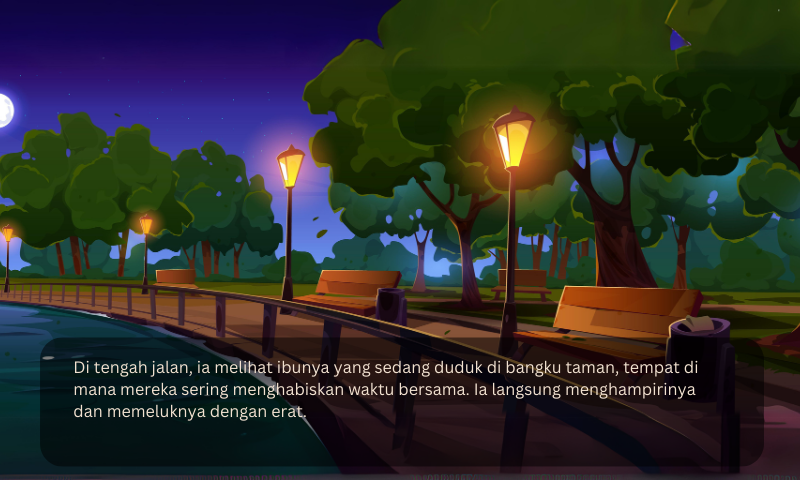 Di tengah jalan, ia melihat ibunya yang sedang duduk di bangku taman, tempat di
mana mereka sering menghabiskan waktu bersama. Ia langsung menghampirinya
dan memeluknya dengan erat.